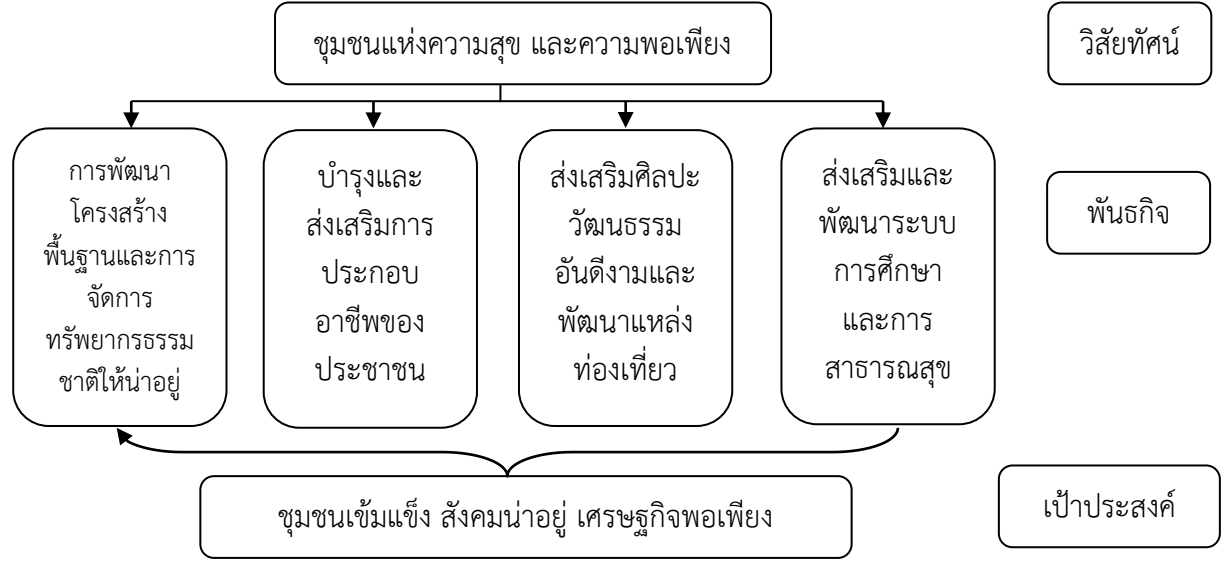 ชุมชนแห่งความสุข และความพอเพียง
วิสัยทัศน์
การพัฒนา
โครงสร้าง
พื้นฐานและการ
จัดการ
ทรัพยากรธรรม
ชาติให้น่าอยู่
บำรุงและ
ส่งเสริมการ
ประกอบ
อาชีพของ
ประชาชน
ส่งเสริมศิลปะ
วัฒนธรรม
อันดีงามและ
พัฒนาแหล่ง
ท่องเที่ยว
ส่งเสริมและ
พัฒนาระบบ
การศึกษา
และการ
สาธารณสุข
พันธกิจ
ชุมชนเข้มแข็ง สังคมน่าอยู่ เศรษฐกิจพอเพียง
เป้าประสงค์